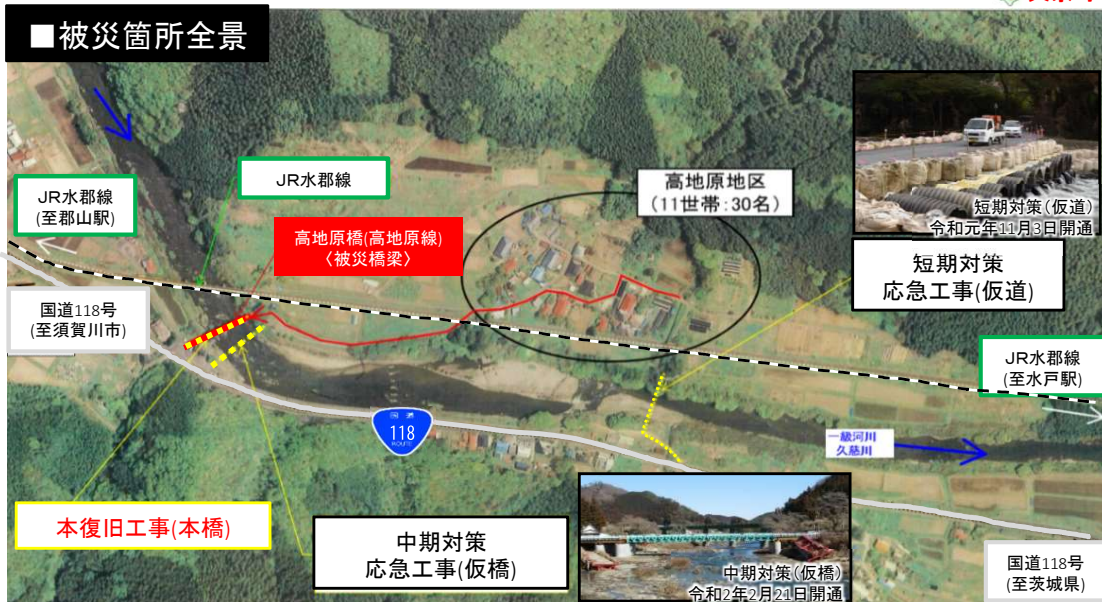 ■被災箇所全景
JR水郡線
(至郡山駅)
JR水郡線
高地原橋(高地原線)
〈被災橋梁〉
高地原地区
(11世帯:30名)
短期対策(仮道)
令和元年11月3日開通
短期対策
応急工事(仮道)
国道118号
(至須賀川市)
JR水郡線
(至水戸駅)
国道
118
ROUTE
一級河川
久慈川
本復旧工事(本橋)
中期対策
応急工事(仮橋)
中期対策(仮橋)
令和2年2月21日開通
国道118号
(至茨城県)